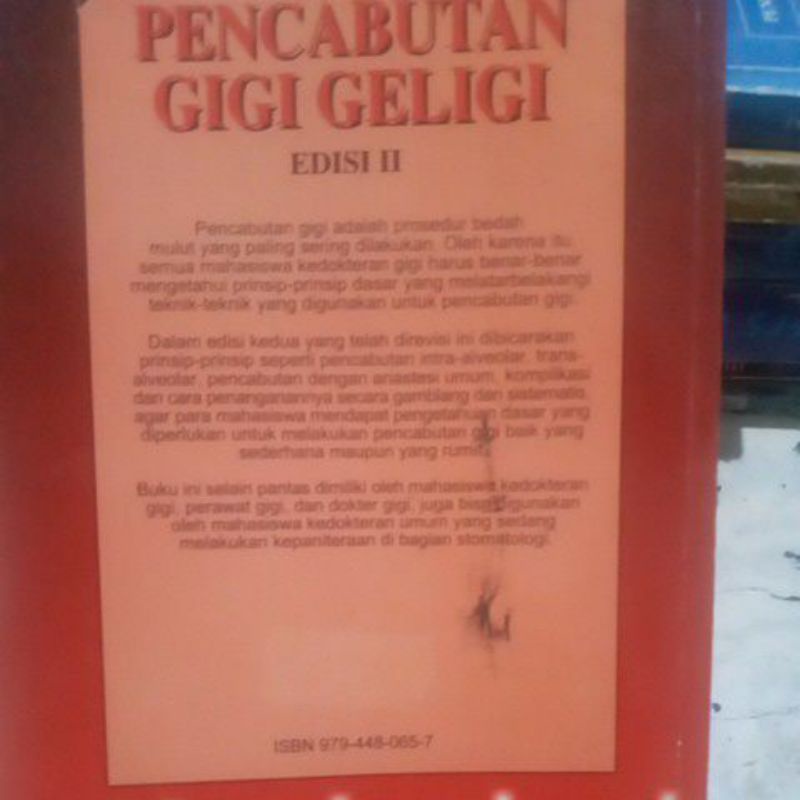 PENCABUTAN
GIGI GELIGI
EDISI II
Pencabutan gigi adalah prosedur bedah
mulut yang paling sering dilakukan. Oleh karena itu,
semua mahasiswa kedokteran gigi harus benar-benar
mengetahui prinsip-prinsip dasar yang melatarbelakangi
teknik-teknik yang digunakan untuk pencabutan gigi.
Dalam edisi kedua yang telah direvisi ini dibicarakan
prinsip-prinsip seperti pencabutan intra-alveolar, trans-
alveolar, pencabutan dengan anastesi umum, komplikasi
dan cara penanganannya secara gamblang dan sistematis,
agar para mahasiswa mendapat pengetahuan dasar yang
diperlukan untuk melakukan pencabutan gigi baik yang
sederhana maupun yang rumit.
Buku ini selain pantas dimiliki oleh mahasiswa kedokteran
gigi, perawat gigi, dan dokter gigi, juga bisa digunakan
oleh mahasiswa kedokteran umum yang sedang
melakukan kepaniteraan di bagian stomatologi.
ISBN 979-448-065-7